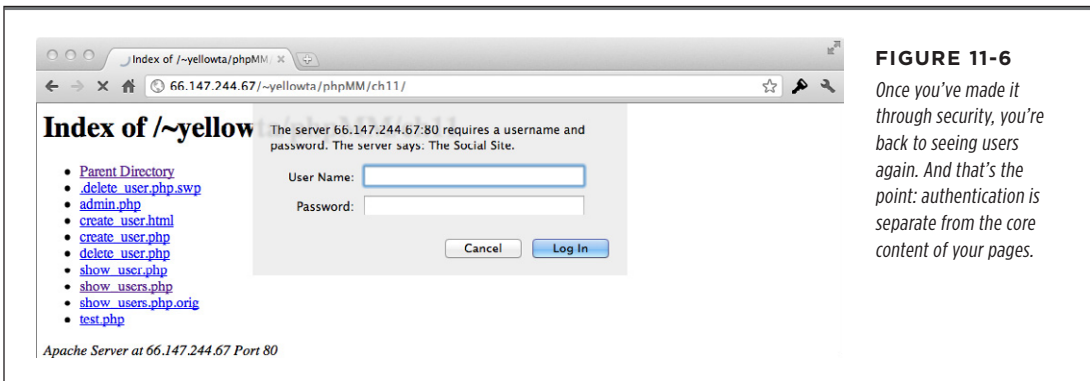 Index of /~yellowta/phpMM/
66.147.244.67/~yellowta/phpMM/ch11/
Index of /~yellowta/phpMM/ch11
The server 66.147.244.67:80 requires a username and
password. The server says: The Social Site.
User Name:
Password:
Cancel Log In
Parent Directory
.delete_user.php.swp
admin.php
create_user.html
create_user.php
delete_user.php
show_user.php
show_users.php
show_users.php.orig
test.php
Apache Server at 66.147.244.67 Port 80
FIGURE 11-6
Once you’ve made it
through security, you’re
back to seeing users
again. And that’s the
point: authentication is
separate from the core
content of your pages.